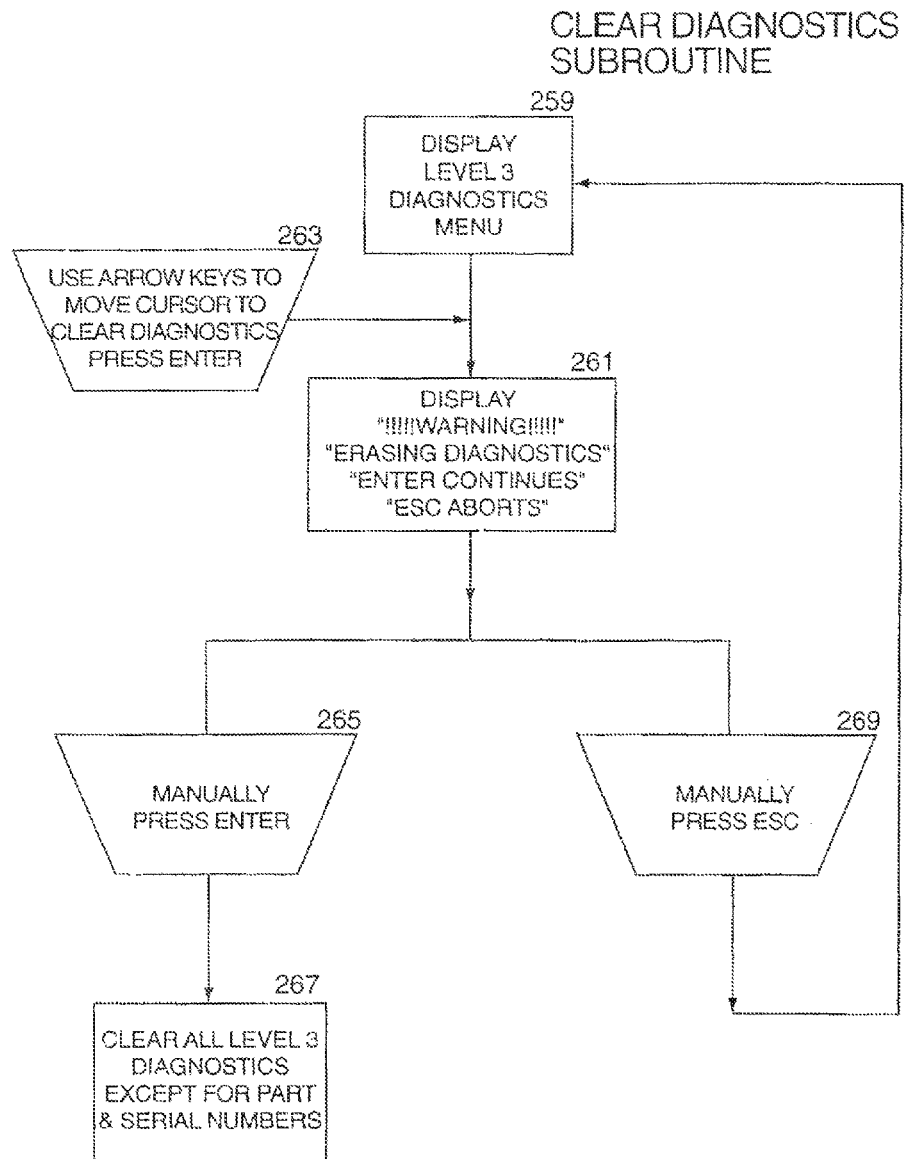 CLEAR DIAGNOSTICS
SUBROUTINE
259
DISPLAY
LEVEL 3
DIAGNOSTICS
MENU
263
USE ARROW KEYS TO
MOVE CURSOR TO
CLEAR DIAGNOSTICS
PRESS ENTER
261
DISPLAY
"!!!!!WARNING!!!!!"
"ERASING DIAGNOSTICS"
"ENTER CONTINUES"
"ESC ABORTS"
265
MANUALLY
PRESS ENTER
269
MANUALLY
PRESS ESC
267
CLEAR ALL LEVEL 3
DIAGNOSTICS
EXCEPT FOR PART
& SERIAL NUMBERS